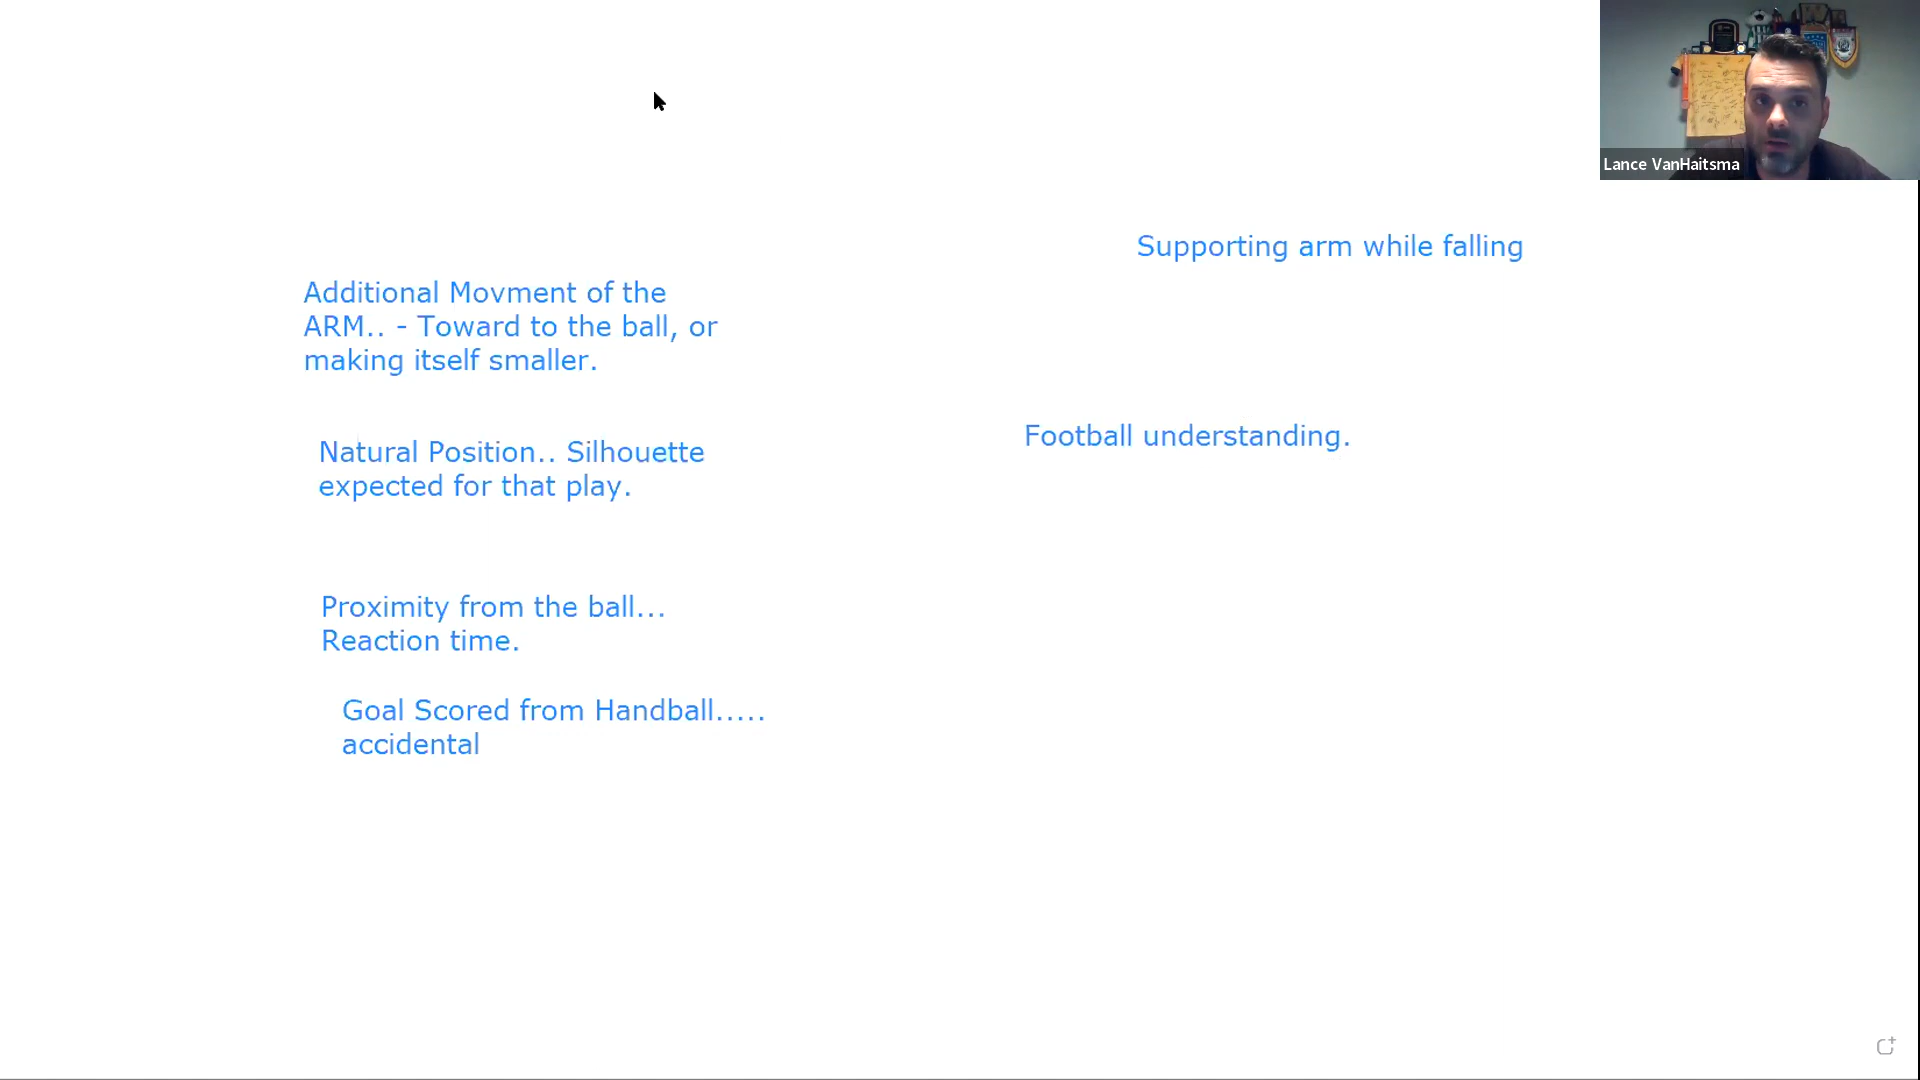 Lance VanHaitsma
Supporting arm while falling
Additional Movment of the
ARM.. - Toward to the ball, or
making itself smaller.
Football understanding.
Natural Position.. Silhouette
expected for that play.
Proximity from the ball...
Reaction time.
Goal Scored from Handball.....
accidental